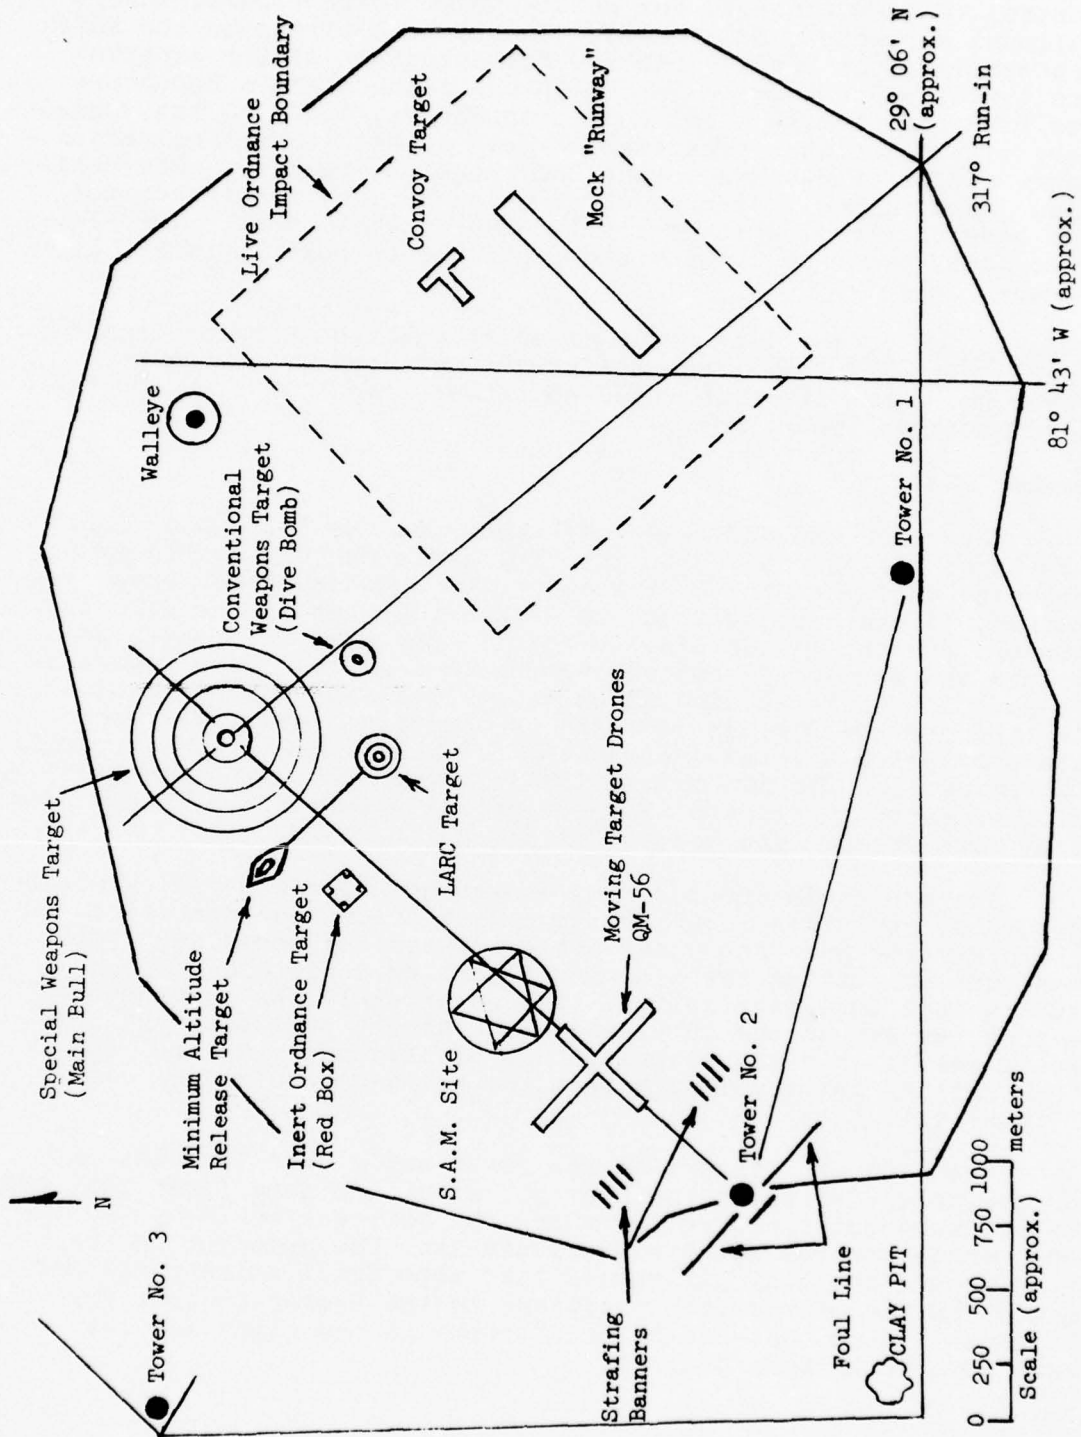 Special Weapons Target
(Main Bull)
Minimum Altitude
Release Target
Inert Ordnance Target
(Red Box)
S.A.M. Site
Walleye
Conventional
Weapons Target
(Dive Bomb)
LARC Target
Live Ordnance
Impact Boundary
Convoy Target
Mock "Runway"
29° 06' N
(approx.)
317° Run-in
81° 43' W (approx.)
Tower No. 1
Moving Target Drones
QM-56
Tower No. 2
Tower No. 3
N
Strafing
Banners
Foul Line
CLAY PIT
0 250 500 750 1000 meters
Scale (approx.)